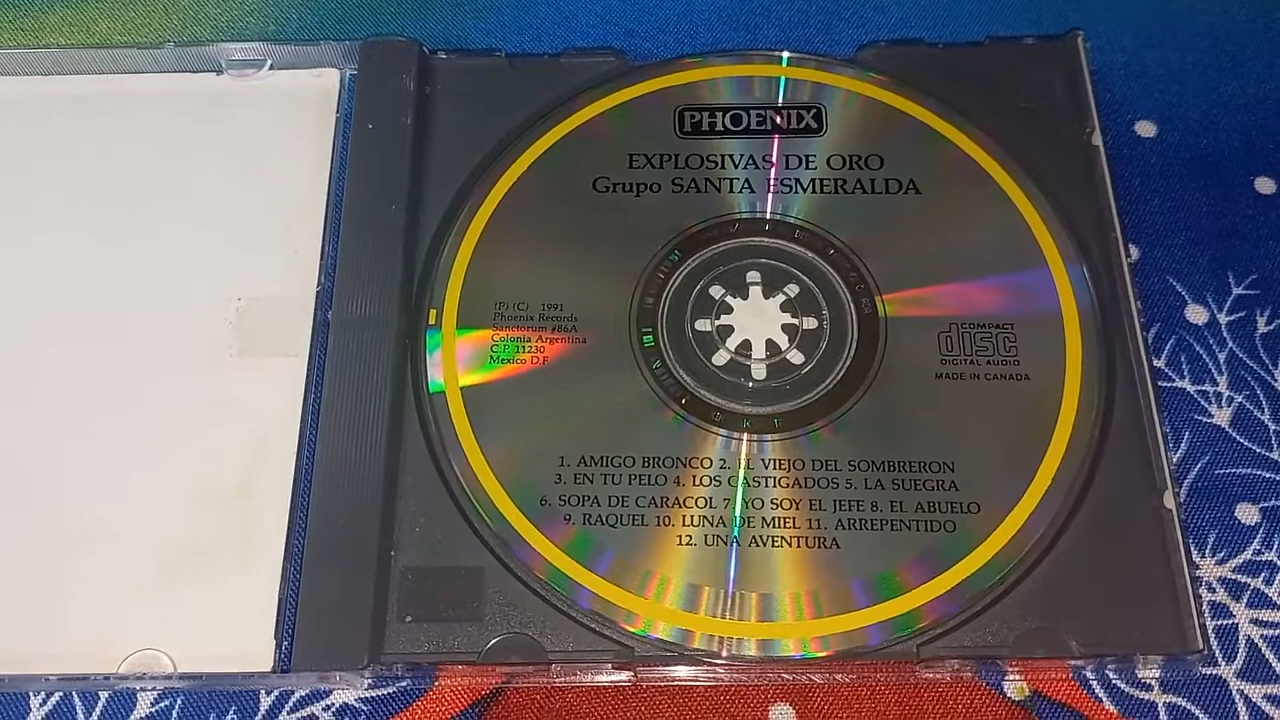 PHOENIX
EXPLOSIVAS DE ORO
Grupo SANTA ESMERALDA
(P) (C) 1991
Phoenix Records
Sanctorum #86A
Colonia Argentina
C.P. 11230
Mexico D.F
COMPACT
disc
DIGITAL AUDIO
MADE IN CANADA
1. AMIGO BRONCO 2. EL VIEJO DEL SOMBRERON
3. EN TU PELO 4. LOS CASTIGADOS 5. LA SUEGRA
6. SOPA DE CARACOL 7. YO SOY EL JEFE 8. EL ABUELO
9. RAQUEL 10. LUNA DE MIEL 11. ARREPENTIDO
12. UNA AVENTURA